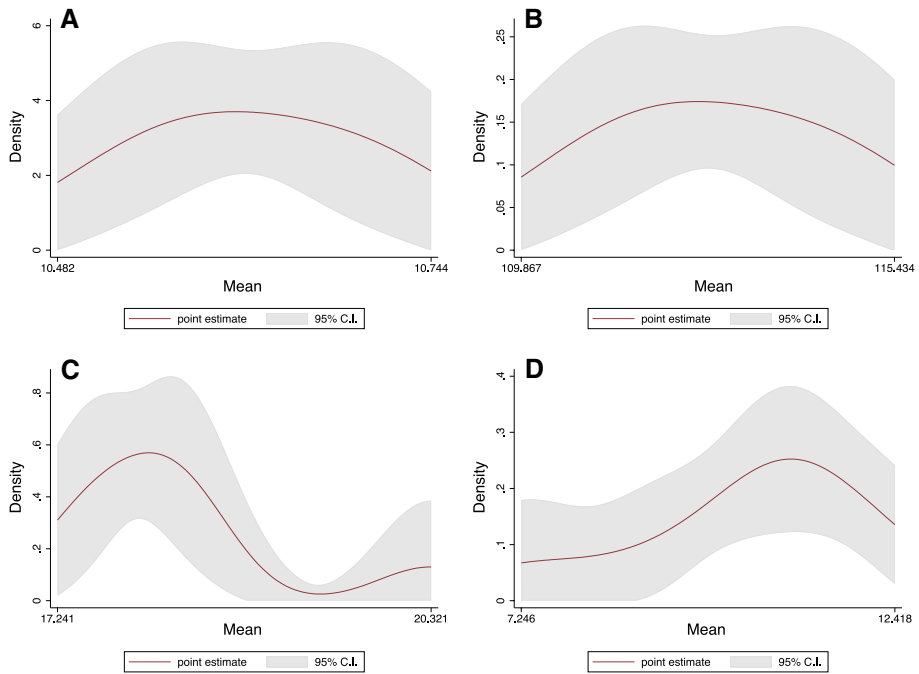 A
Density
6
4
2
0
10.482
10.744
Mean
point estimate
95% C.I.
B
Density
.25
.2
.15
.1
.05
0
109.867
115.434
Mean
point estimate
95% C.I.
C
Density
.8
.6
.4
.2
0
17.241
20.321
Mean
point estimate
95% C.I.
D
Density
.4
.3
.2
.1
0
7.246
12.418
Mean
point estimate
95% C.I.